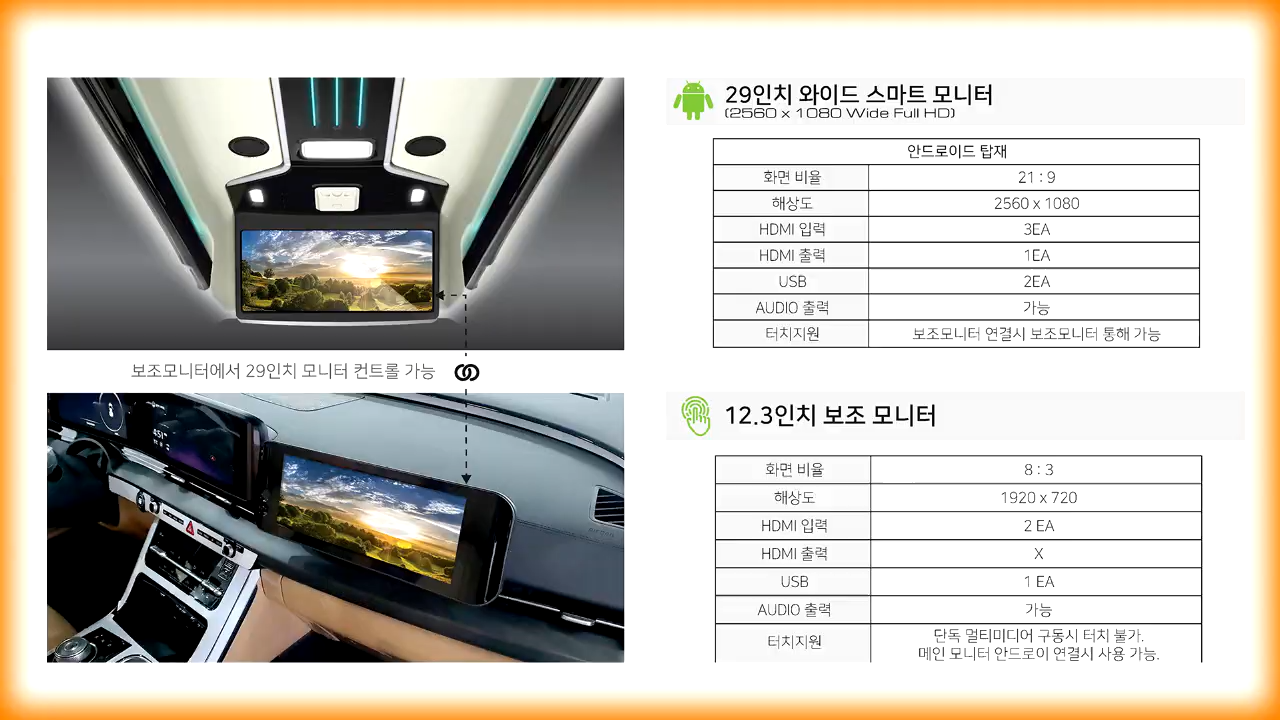 29인치 와이드 스마트 모니터
(2560 x 1080 Wide Full HD)
안드로이드 탑재
화면 비율 21 : 9
해상도 2560 x 1080
HDMI 입력 3EA
HDMI 출력 1EA
USB 2EA
AUDIO 출력 가능
터치지원 보조모니터 연결시 보조모니터 통해 가능
보조모니터에서 29인치 모니터 컨트롤 가능
12.3인치 보조 모니터
화면 비율 8 : 3
해상도 1920 x 720
HDMI 입력 2 EA
HDMI 출력 X
USB 1 EA
AUDIO 출력 가능
터치지원 단독 멀티미디어 구동시 터치 불가.
메인 모니터 안드로이 연결시 사용 가능.